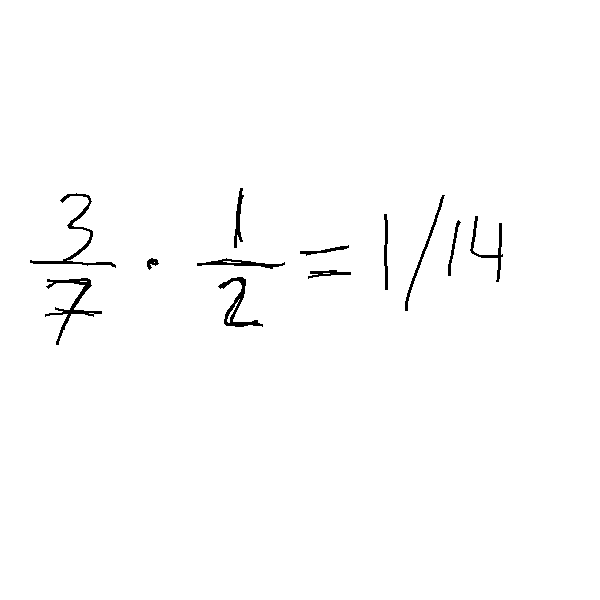 3/7 · 1/2 = 1/14